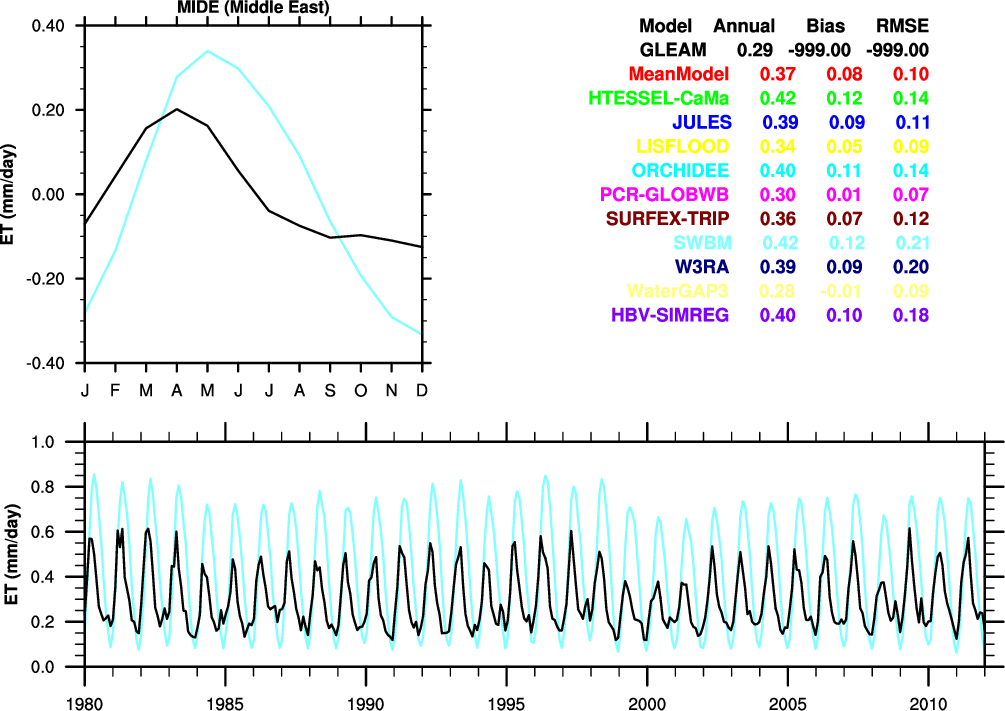 MIDE (Middle East)
0.40
0.20
0.00
-0.20
-0.40
ET (mm/day)
J F M A M J J A S O N D
Model Annual Bias RMSE
GLEAM 0.29 -999.00 -999.00
MeanModel 0.37 0.08 0.10
HTESSEL-CaMa 0.42 0.12 0.14
JULES 0.39 0.09 0.11
LISFLOOD 0.34 0.05 0.09
ORCHIDEE 0.40 0.11 0.14
PCR-GLOBWB 0.30 0.01 0.07
SURFEX-TRIP 0.36 0.07 0.12
SWBM 0.42 0.12 0.21
W3RA 0.39 0.09 0.20
WaterGAP3 0.28 -0.01 0.09
HBV-SIMREG 0.40 0.10 0.18
1.0
0.8
0.6
0.4
0.2
0.0
ET (mm/day)
1980 1985 1990 1995 2000 2005 2010